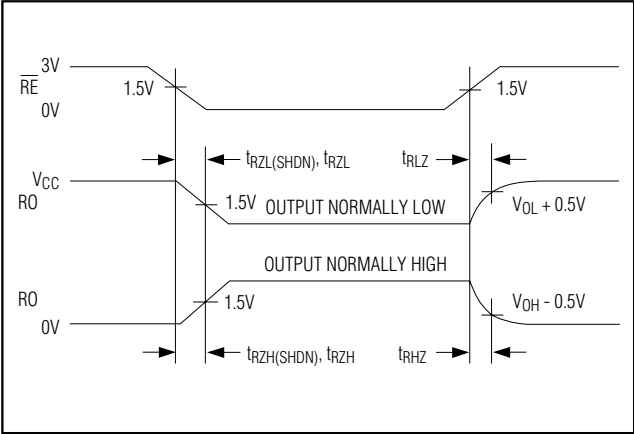 3V
RE
1.5V
1.5V
0V
tRZL(SHDN), tRZL
tRLZ
VCC
RO
1.5V
OUTPUT NORMALLY LOW
VOL + 0.5V
OUTPUT NORMALLY HIGH
RO
1.5V
VOH - 0.5V
0V
tRZH(SHDN), tRZH
tRHZ